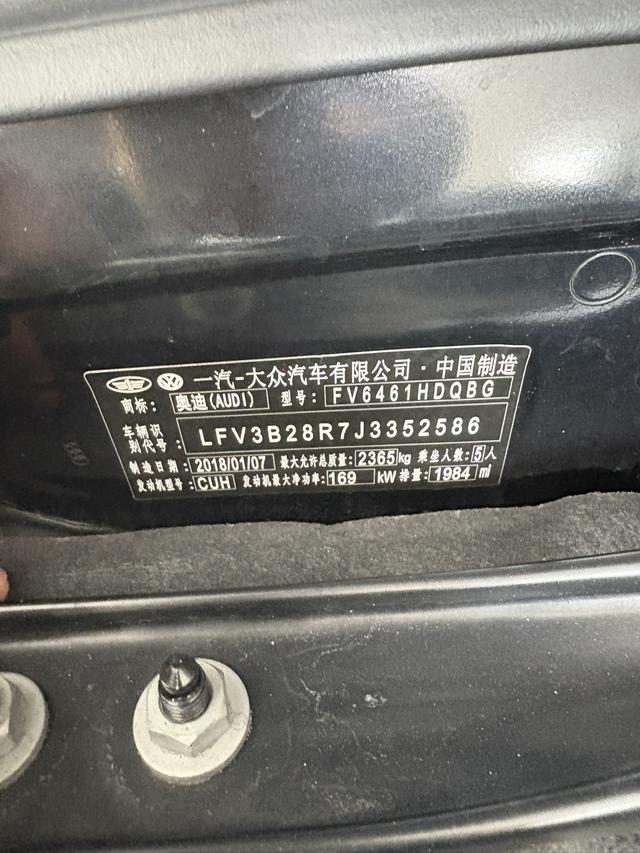 一汽-大众汽车有限公司·中国制造
商标: 奥迪(AUDI) 型号: FV6461HDQBG
车辆识别代号: LFV3B28R7J3352586
制造日期: 2018/01/07 最大允许总质量: 2365kg 乘坐人数: 5人
发动机型号: CUH 发动机最大净功率: 169 kW 排量: 1984 ml